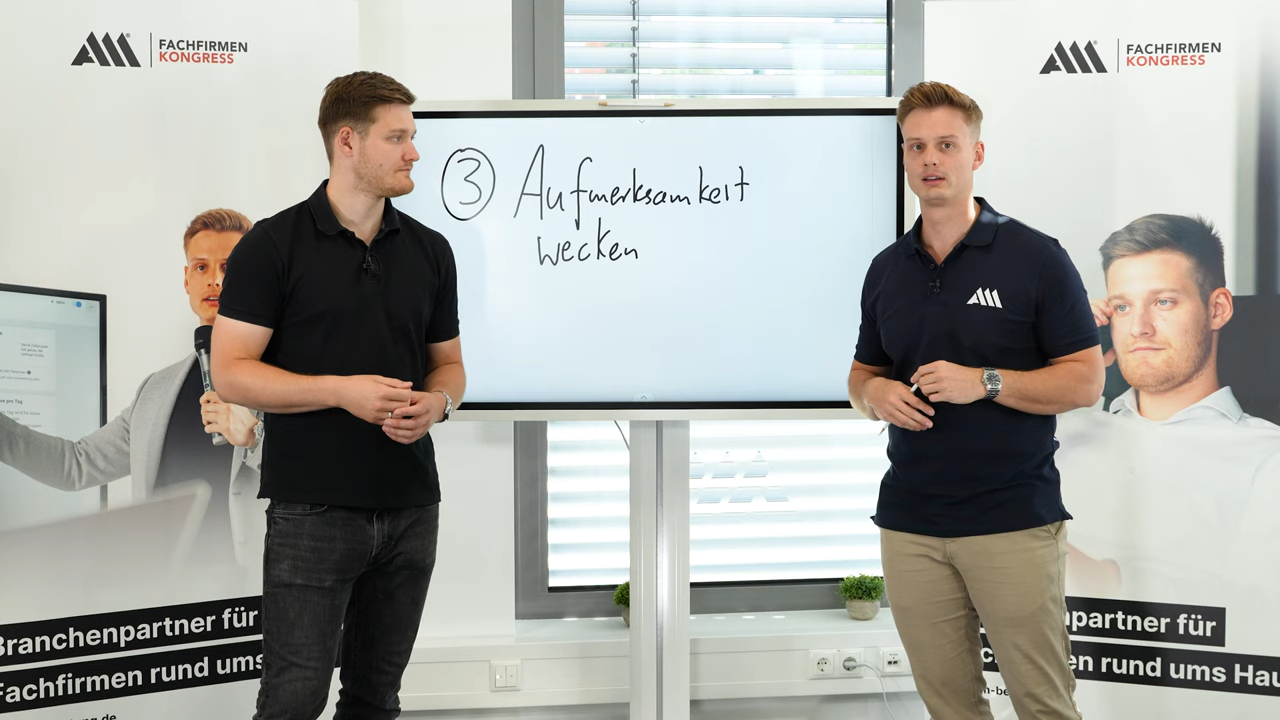 FACHFIRMEN
KONGRESS
FACHFIRMEN
KONGRESS
③ Aufmerksamkeit
wecken
Branchenpartner für
Fachfirmen rund ums
partner für
en rund ums Hau